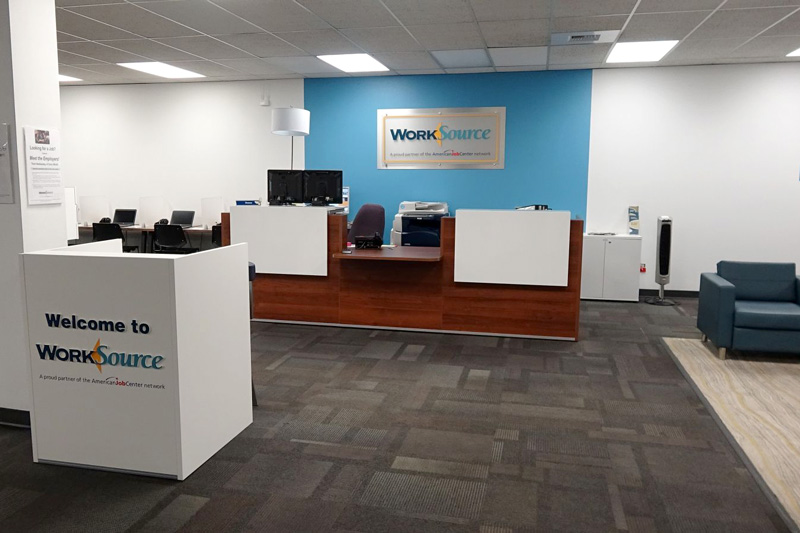 WORKSOURCE
A proud partner of the AmericanJobCenter network
Looking for a Job?
Meet the Employers!
Welcome to
WORKSOURCE
A proud partner of the AmericanJobCenter network